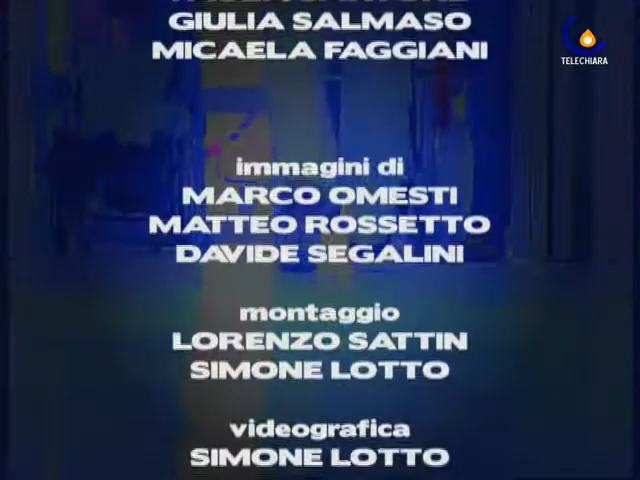 GIULIA SALMASO
MICAELA FAGGIANI
TELECHIARA
immagini di
MARCO OMESTI
MATTEO ROSSETTO
DAVIDE SEGALINI
montaggio
LORENZO SATTIN
SIMONE LOTTO
videografica
SIMONE LOTTO